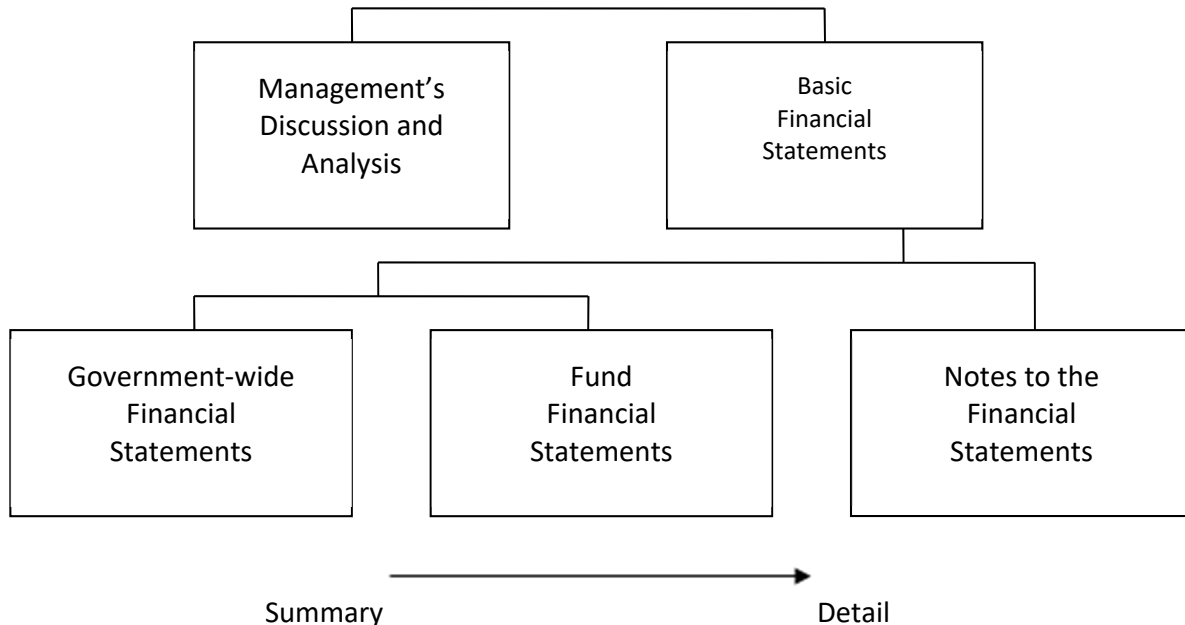 Management’s
Discussion and
Analysis
Basic
Financial
Statements
Government-wide
Financial
Statements
Fund
Financial
Statements
Notes to the
Financial
Statements
Summary
Detail